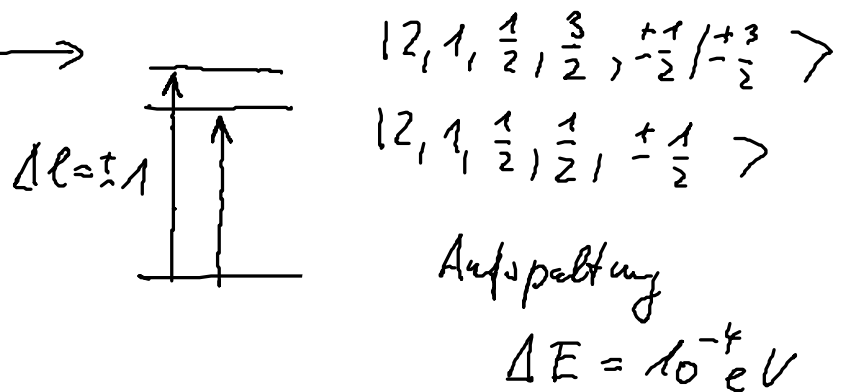 |2, 1, 1/2, 3/2, ±1/2 / ±3/2 >
|2, 1, 1/2, 1/2, ±1/2 >
Δℓ=±1
Aufspaltung
ΔE = 10⁻⁴ eV